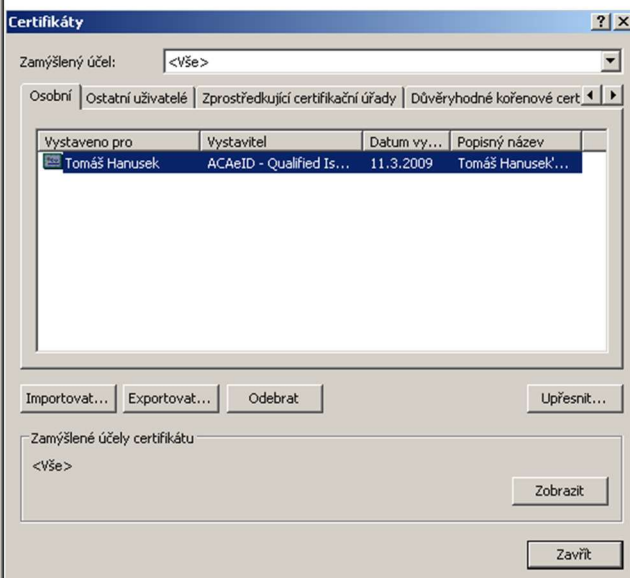 Certifikáty
Zamýšlený účel: <Vše>
Osobní Ostatní uživatelé Zprostředkující certifikační úřady Důvěryhodné kořenové cert
Vystaveno pro Vystavitel Datum vy... Popisný název
Tomáš Hanusek ACAeID - Qualified Is... 11.3.2009 Tomáš Hanusek'...
Importovat... Exportovat... Odebrat Upřesnit...
Zamýšlené účely certifikátu
<Vše>
Zobrazit
Zavřít